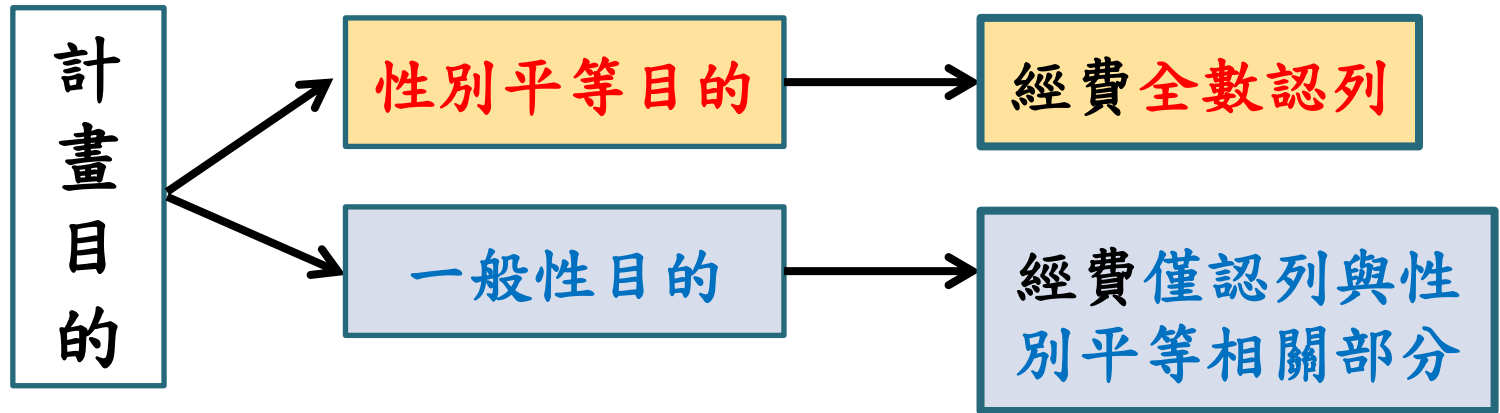 計畫目的
性別平等目的
經費全數認列
一般性目的
經費僅認列與性
別平等相關部分